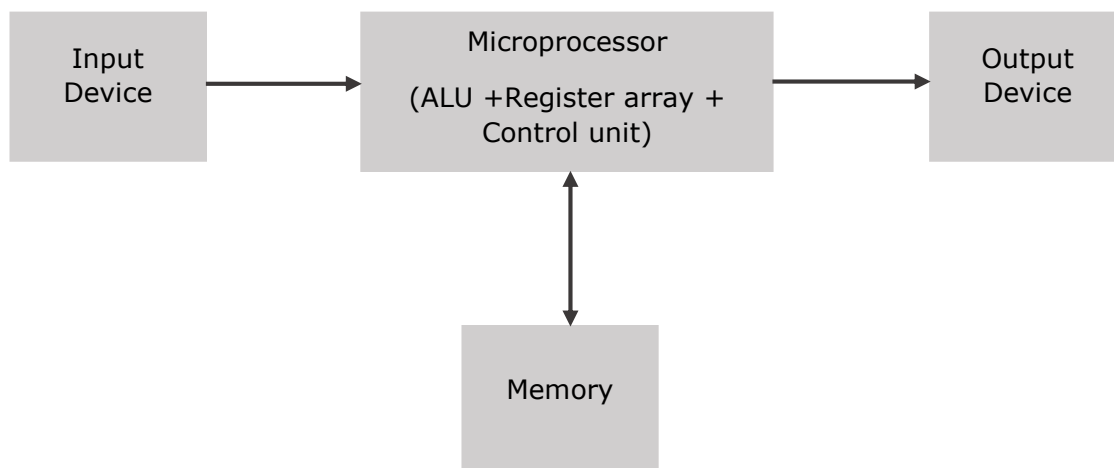 Input
Device
Microprocessor
(ALU +Register array +
Control unit)
Output
Device
Memory